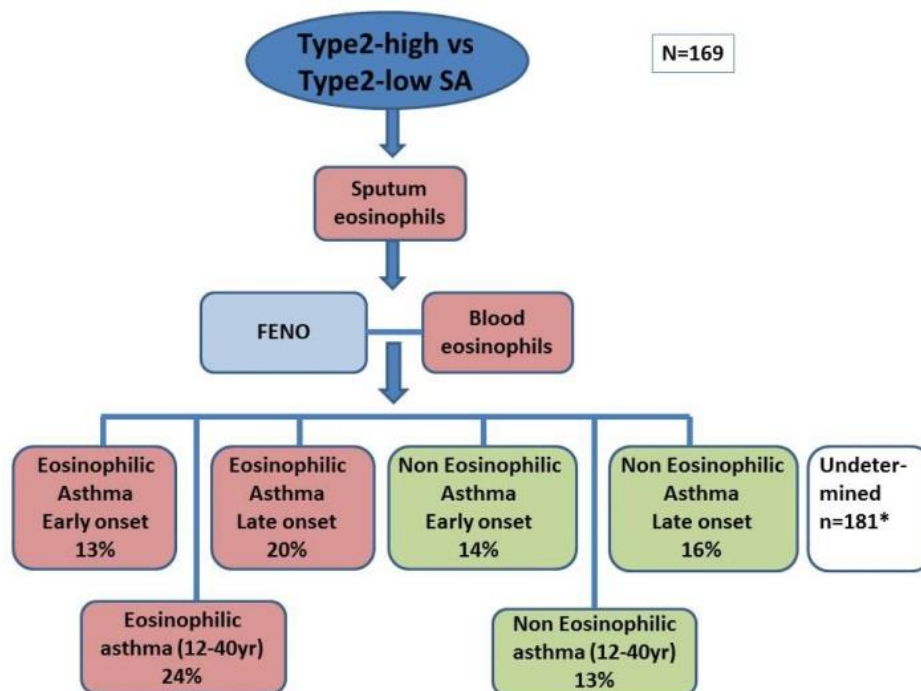 Type2-high vs
Type2-low SA
N=169
Sputum
eosinophils
FENO
Blood
eosinophils
Eosinophilic
Asthma
Early onset
13%
Eosinophilic
Asthma
Late onset
20%
Non Eosinophilic
Asthma
Early onset
14%
Non Eosinophilic
Asthma
Late onset
16%
Undeter-
mined
n=181*
Eosinophilic
asthma (12-40yr)
24%
Non Eosinophilic
asthma (12-40yr)
13%